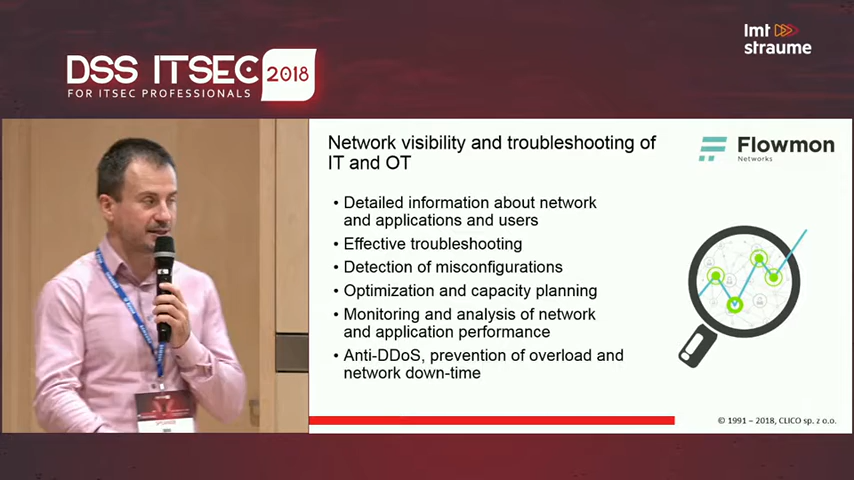 lmt
straume
DSS ITSEC 2018
FOR ITSEC PROFESSIONALS
Network visibility and troubleshooting of
IT and OT
Flowmon
Networks
• Detailed information about network
and applications and users
• Effective troubleshooting
• Detection of misconfigurations
• Optimization and capacity planning
• Monitoring and analysis of network
and application performance
• Anti-DDoS, prevention of overload and
network down-time
SPEAKER
© 1991 – 2018, CLICO sp. z o.o.